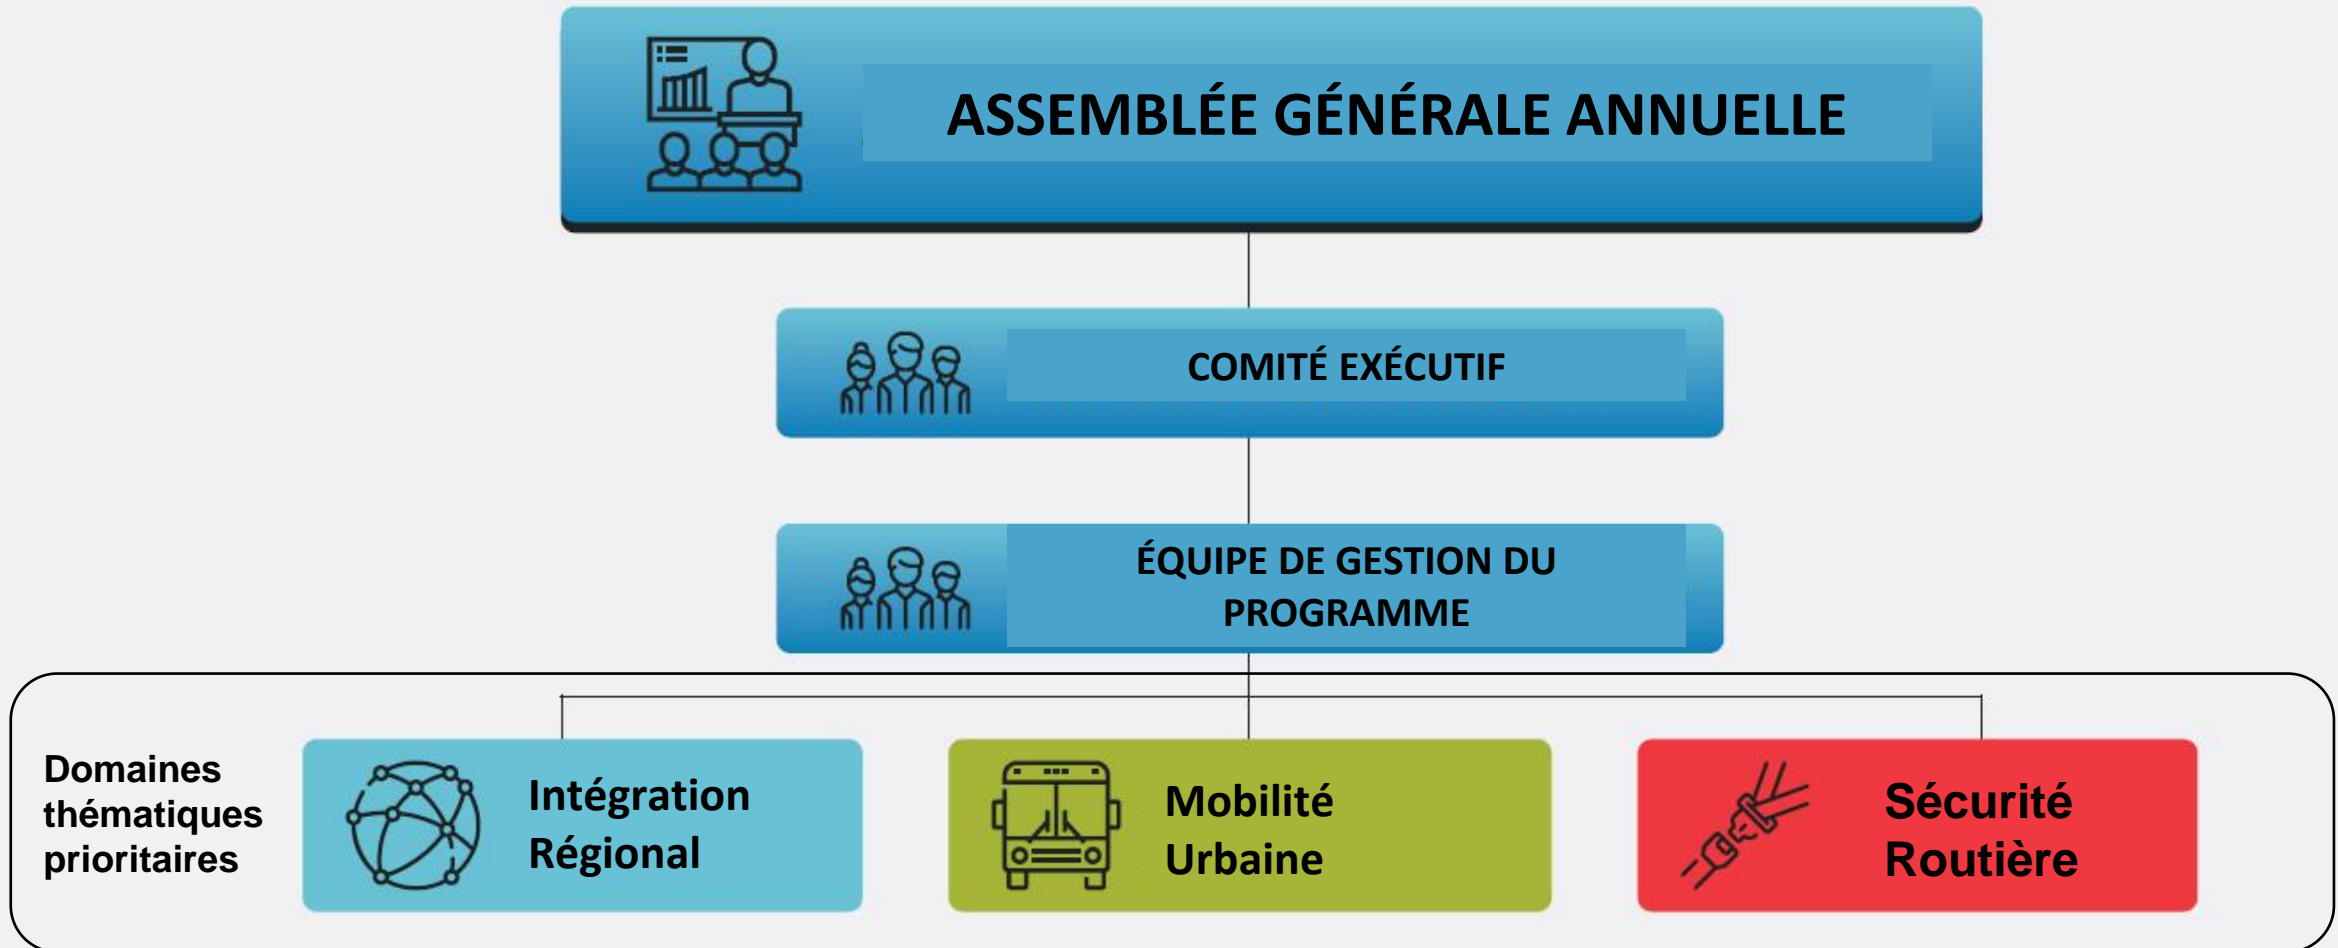 ASSEMBLÉE GÉNÉRALE ANNUELLE
COMITÉ EXÉCUTIF
ÉQUIPE DE GESTION DU
PROGRAMME
Domaines
thématiques
prioritaires
Intégration
Régional
Mobilité
Urbaine
Sécurité
Routière